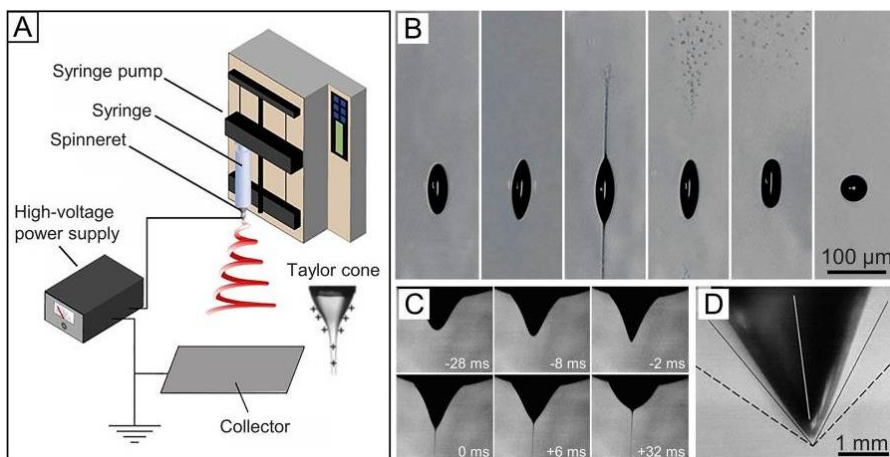 A
Syringe pump
Syringe
Spinneret
High-voltage
power supply
Taylor cone
Collector
B
100 µm
C
-28 ms
-8 ms
-2 ms
0 ms
+6 ms
+32 ms
D
1 mm